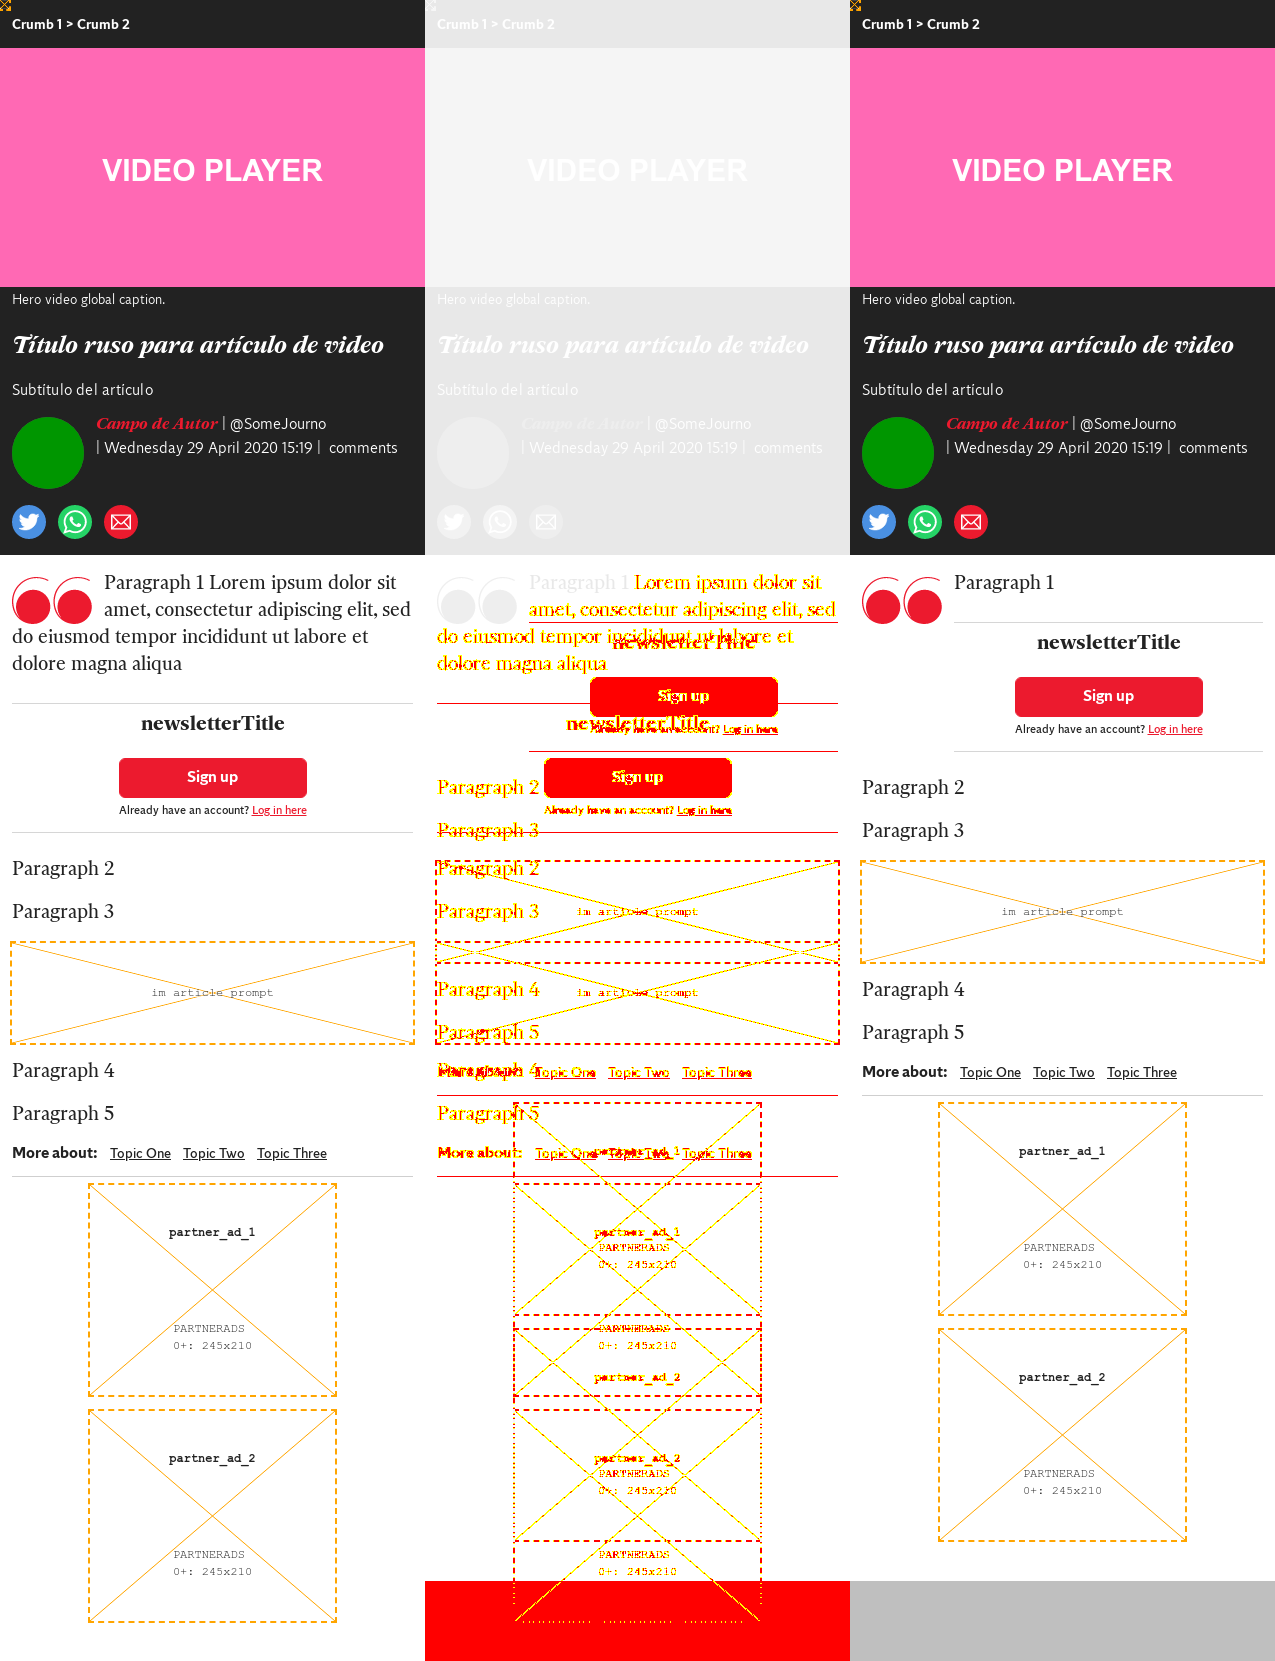 Crumb 1 > Crumb 2
VIDEO PLAYER
Hero video global caption.
Título ruso para artículo de video
Subtítulo del artículo
Campo de Autor | @SomeJourno
| Wednesday 29 April 2020 15:19 | comments
Paragraph 1 Lorem ipsum dolor sit
amet, consectetur adipiscing elit, sed
do eiusmod tempor incididunt ut labore et
dolore magna aliqua
newsletterTitle
Sign up
Already have an account? Log in here
Paragraph 2
Paragraph 3
im article prompt
Paragraph 4
Paragraph 5
More about: Topic One Topic Two Topic Three
partner_ad_1
PARTNERADS
0+: 245x210
partner_ad_2
PARTNERADS
0+: 245x210
Crumb 1 > Crumb 2
VIDEO PLAYER
Hero video global caption.
Título ruso para artículo de video
Subtítulo del artículo
Campo de Autor | @SomeJourno
| Wednesday 29 April 2020 15:19 | comments
Paragraph 1 Lorem ipsum dolor sit
amet, consectetur adipiscing elit, sed
do eiusmod tempor incididunt ut labore et
newsletterTitle
dolore magna aliqua
Sign up
newsletterTitle
Already have an account? Log in here
Sign up
Paragraph 2
Already have an account? Log in here
Paragraph 3
Paragraph 2
Paragraph 3
im article prompt
Paragraph 4
im article prompt
Paragraph 5
More about: Topic One Topic Two Topic Three
Paragraph 4
Paragraph 5
More about: Topic One Topic Two Topic Three
partner_ad_1
partner_ad_1
PARTNERADS
0+: 245x210
PARTNERADS
0+: 245x210
partner_ad_2
partner_ad_2
PARTNERADS
0+: 245x210
PARTNERADS
0+: 245x210
Crumb 1 > Crumb 2
VIDEO PLAYER
Hero video global caption.
Título ruso para artículo de video
Subtítulo del artículo
Campo de Autor | @SomeJourno
| Wednesday 29 April 2020 15:19 | comments
Paragraph 1
newsletterTitle
Sign up
Already have an account? Log in here
Paragraph 2
Paragraph 3
im article prompt
Paragraph 4
Paragraph 5
More about: Topic One Topic Two Topic Three
partner_ad_1
PARTNERADS
0+: 245x210
partner_ad_2
PARTNERADS
0+: 245x210